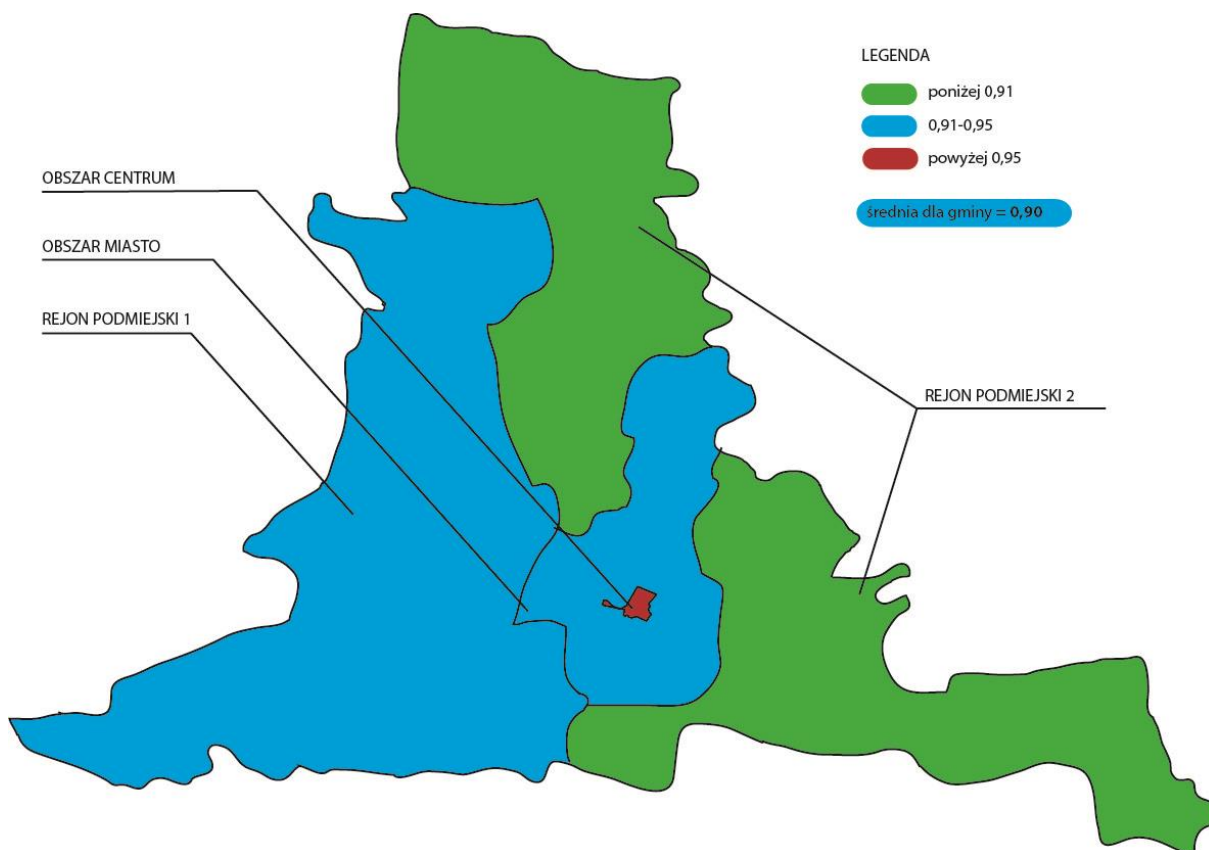 LEGENDA
poniżej 0,91
0,91-0,95
powyżej 0,95
średnia dla gminy = 0,90
OBSZAR CENTRUM
OBSZAR MIASTO
REJON PODMIEJSKI 1
REJON PODMIEJSKI 2